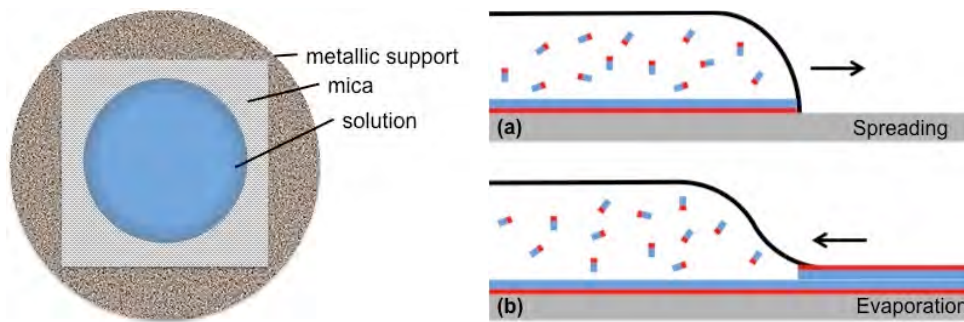 metallic support
mica
solution
(a)
Spreading
(b)
Evaporation